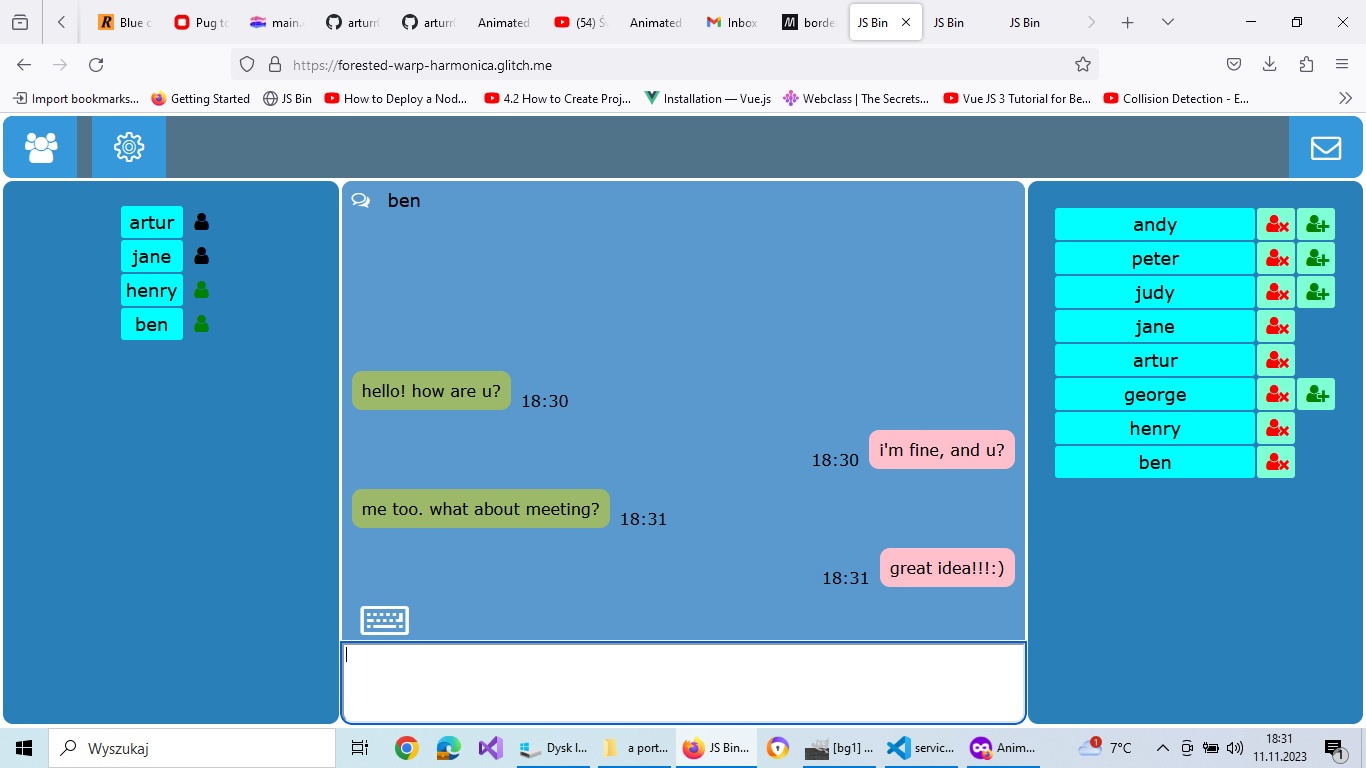 Blue c
Pug to
main.
arturr
arturr
Animated
(54) Ś
Animated
Inbox
borde
JS Bin
JS Bin
JS Bin
https://forested-warp-harmonica.glitch.me
Import bookmarks...
Getting Started
JS Bin
How to Deploy a Nod...
4.2 How to Create Proj...
Installation — Vue.js
Webclass | The Secrets...
Vue JS 3 Tutorial for Be...
Collision Detection - E...
artur
jane
henry
ben
ben
hello! how are u?
18:30
18:30
i'm fine, and u?
me too. what about meeting?
18:31
18:31
great idea!!!:)
andy
peter
judy
jane
artur
george
henry
ben
Wyszukaj
Dysk l...
a port...
JS Bin...
[bg1] ...
servic...
Anim...
1
7°C
18:31
11.11.2023
1